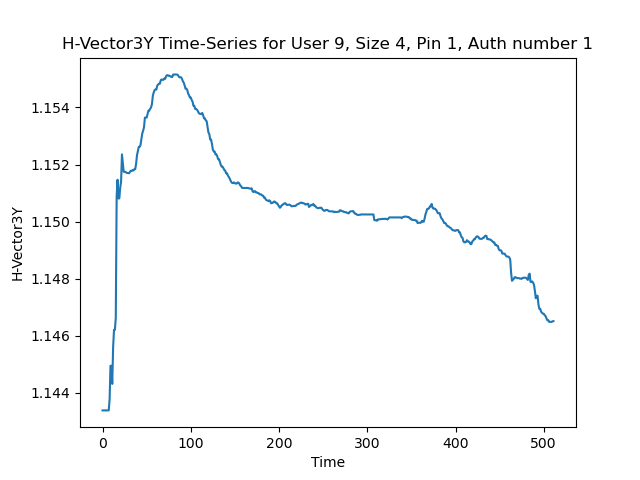 H-Vector3Y Time-Series for User 9, Size 4, Pin 1, Auth number 1
H-Vector3Y
1.154
1.152
1.150
1.148
1.146
1.144
0 100 200 300 400 500
Time